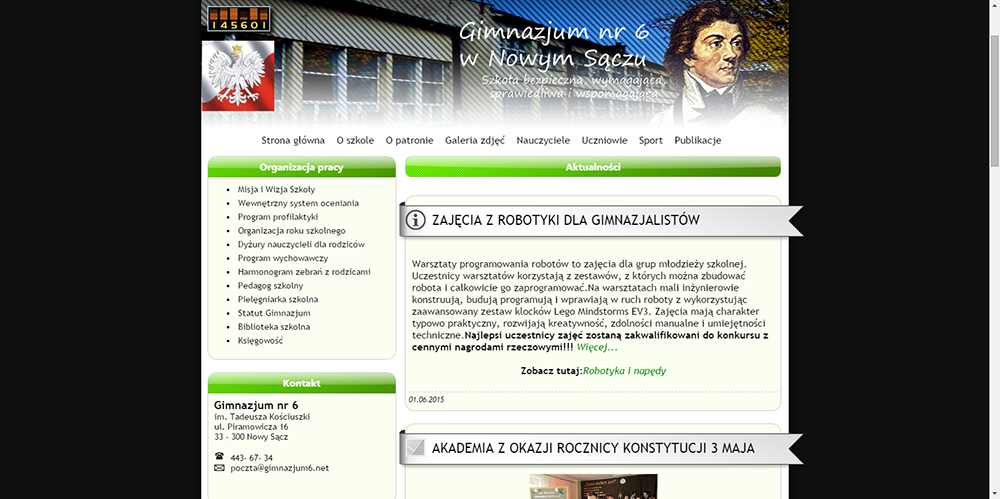 145601
Gimnazjum nr 6
w Nowym Sączu
Szkoła bezpieczna, wymagająca,
sprawiedliwa i wspomagająca
Strona główna O szkole O patronie Galeria zdjęć Nauczyciele Uczniowie Sport Publikacje
Organizacja pracy
Misja i Wizja Szkoły
Wewnętrzny system oceniania
Program profilaktyki
Organizacja roku szkolnego
Dyżury nauczycieli dla rodziców
Program wychowawczy
Harmonogram zebrań z rodzicami
Pedagog szkolny
Pielęgniarka szkolna
Statut Gimnazjum
Biblioteka szkolna
Księgowość
Kontakt
Gimnazjum nr 6
im. Tadeusza Kościuszki
ul. Piramowicza 16
33 - 300 Nowy Sącz
443- 67- 34
poczta@gimnazjum6.net
Aktualności
ZAJĘCIA Z ROBOTYKI DLA GIMNAZJALISTÓW
Warsztaty programowania robotów to zajęcia dla grup młodzieży szkolnej.
Uczestnicy warsztatów korzystają z zestawów, z których można zbudować
robota i całkowicie go zaprogramować.Na warsztatach mali inżynierowie
konstruują, budują programują i wprawiają w ruch roboty z wykorzystując
zaawansowany zestaw klocków Lego Mindstorms EV3. Zajęcia mają charakter
typowo praktyczny, rozwijają kreatywność, zdolności manualne i umiejętności
techniczne.Najlepsi uczestnicy zajęć zostaną zakwalifikowani do konkursu z
cennymi nagrodami rzeczowymi!!! Więcej...
Zobacz tutaj:Robotyka i napędy
01.06.2015
AKADEMIA Z OKAZJI ROCZNICY KONSTYTUCJI 3 MAJA